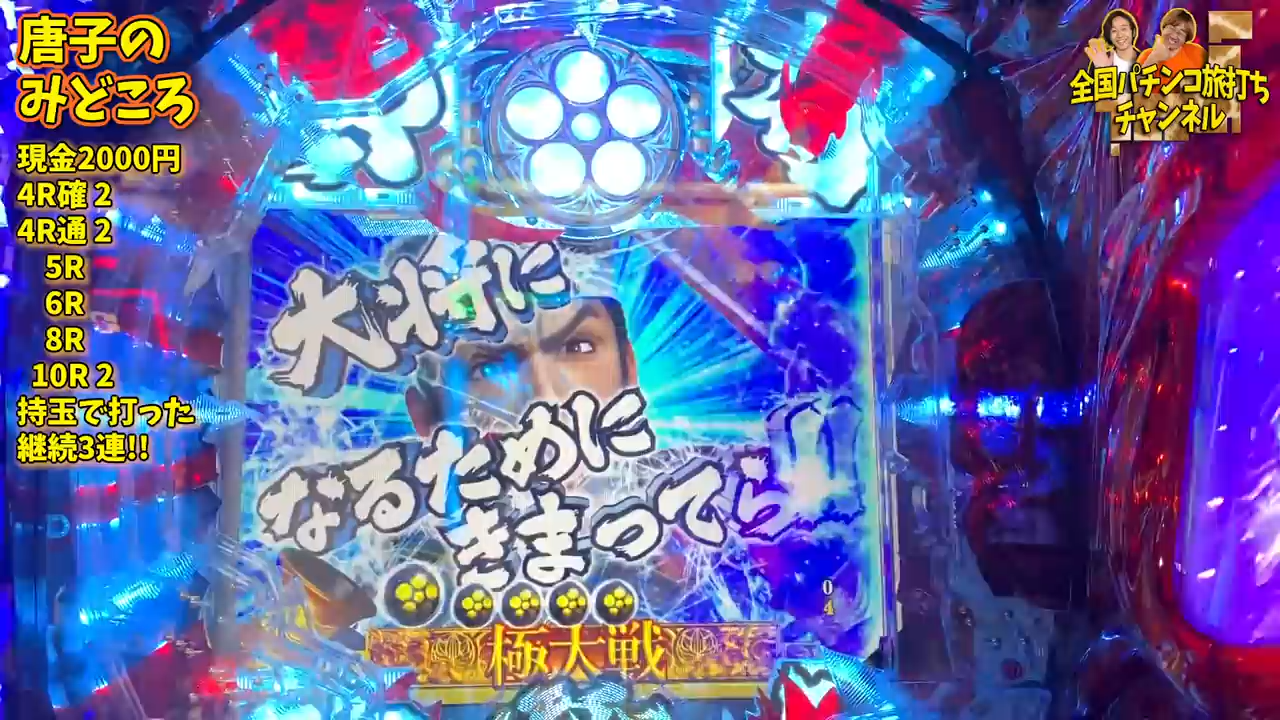 唐子の
みどころ
現金2000円
4R確 2
4R通 2
5R
6R
8R
10R 2
持玉で打った
継続3連!!
全国パチンコ旅打ち
チャンネル
大将に
なるために
きまってら!!!
04
極大戦